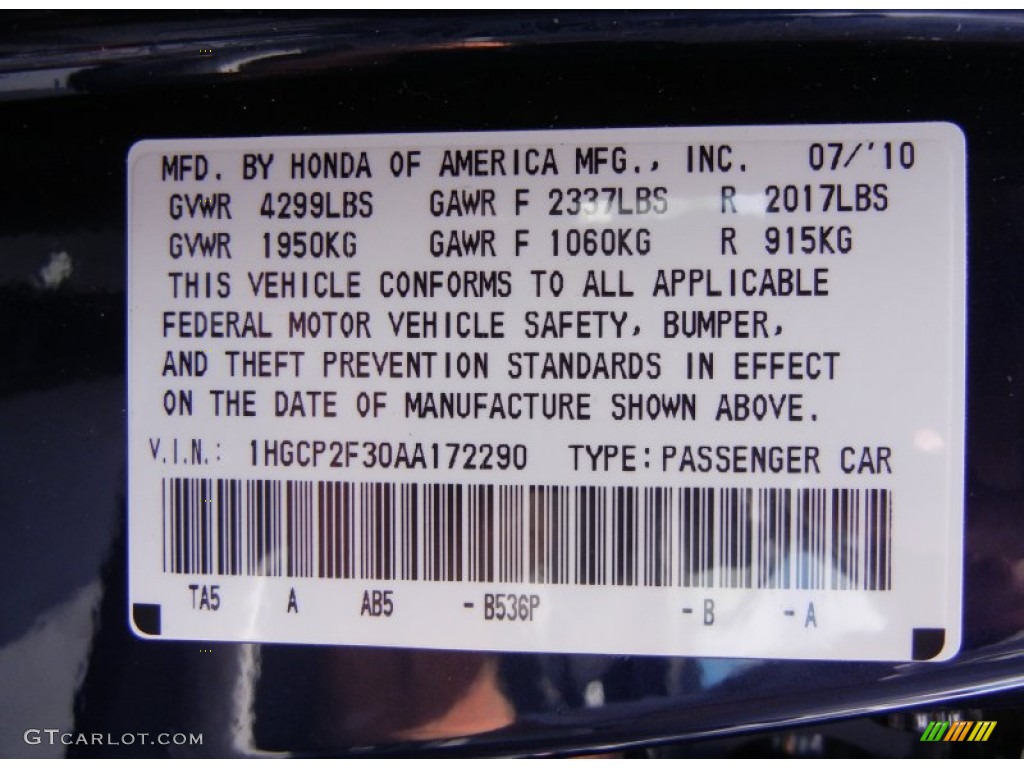 MFD. BY HONDA OF AMERICA MFG., INC. 07/'10
GVWR 4299LBS GAWR F 2337LBS R 2017LBS
GVWR 1950KG GAWR F 1060KG R 915KG
THIS VEHICLE CONFORMS TO ALL APPLICABLE
FEDERAL MOTOR VEHICLE SAFETY, BUMPER,
AND THEFT PREVENTION STANDARDS IN EFFECT
ON THE DATE OF MANUFACTURE SHOWN ABOVE.
V.I.N.: 1HGCP2F30AA172290 TYPE:PASSENGER CAR
TA5 A AB5 -B536P -B -A
GTCARLOT.COM